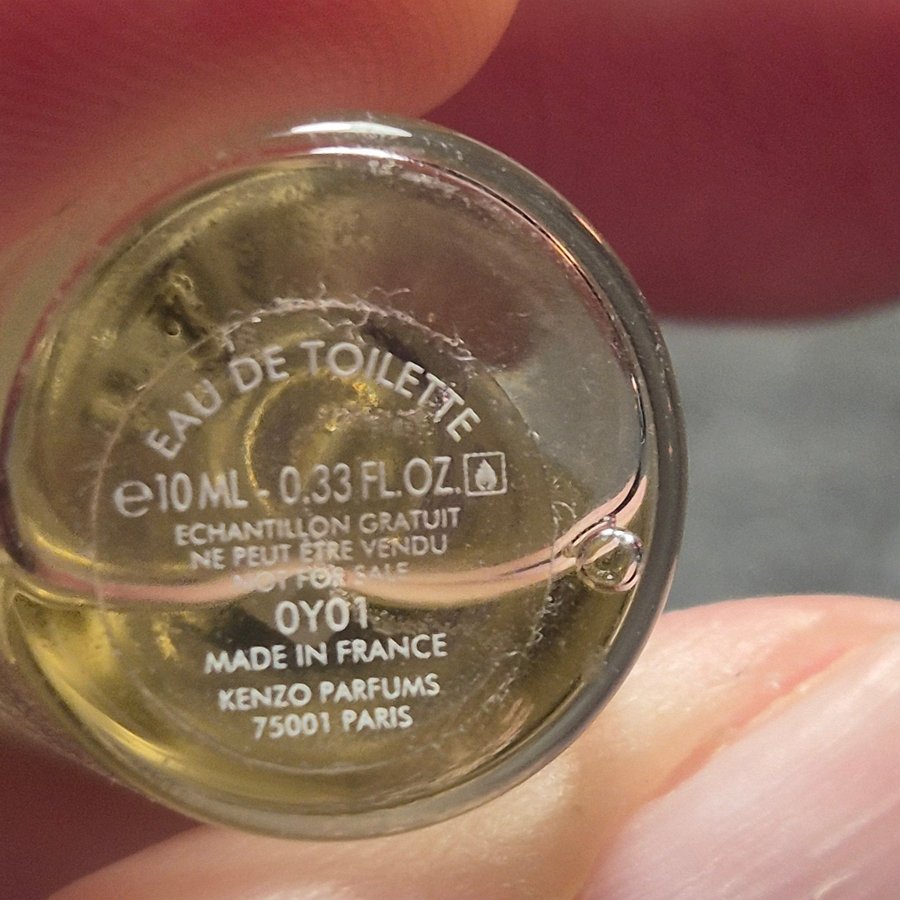 EAU DE TOILETTE
℮10 ML - 0.33 FL.OZ.
ECHANTILLON GRATUIT
NE PEUT ÊTRE VENDU
NOT FOR SALE
0Y01
MADE IN FRANCE
KENZO PARFUMS
75001 PARIS